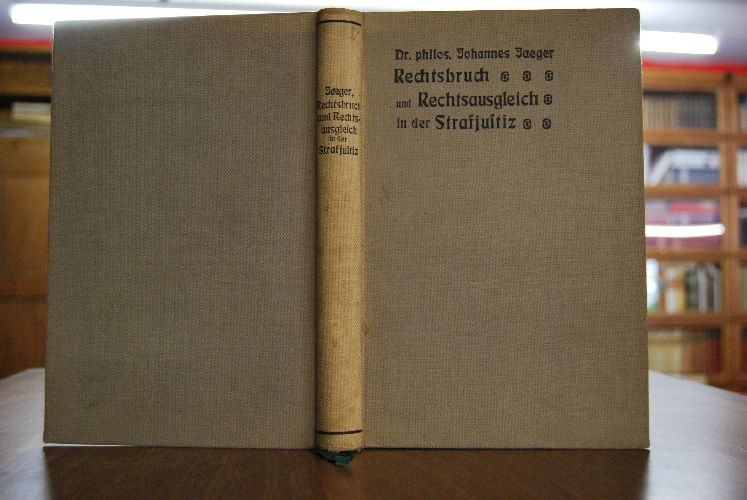 Jaeger,
Rechtsbruch
und Rechts-
ausgleich
in der
Strafjuſtiz
Dr. philos. Johannes Jaeger
Rechtsbruch
und Rechtsausgleich
in der Strafjuſtiz